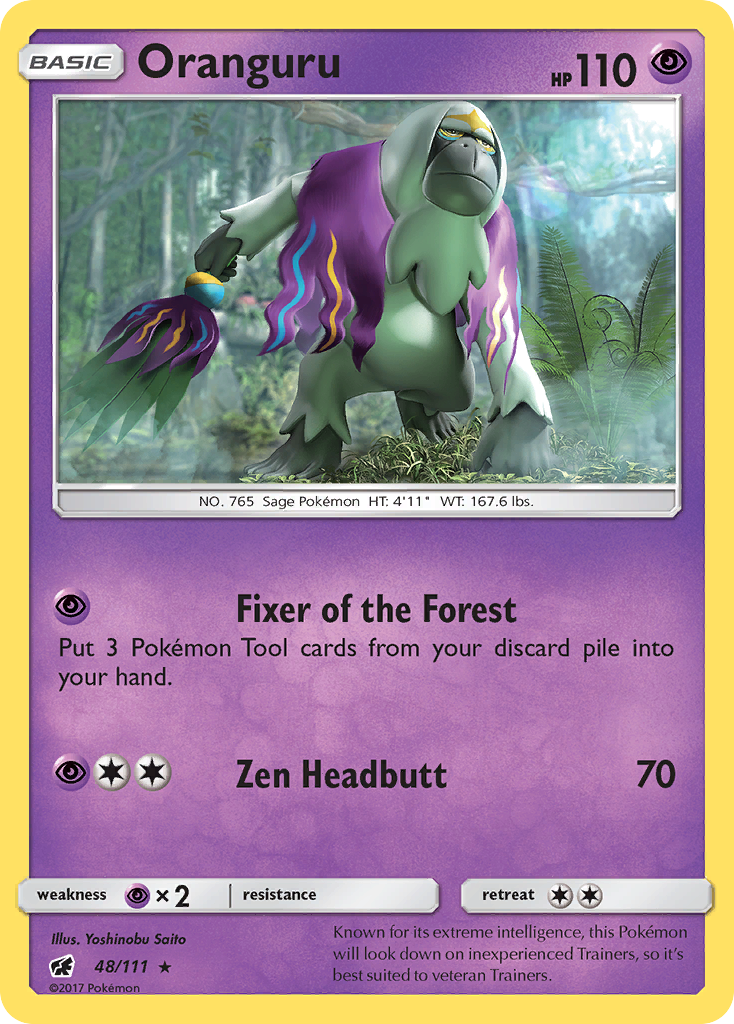 BASIC Oranguru HP 110
NO. 765 Sage Pokémon HT: 4'11" WT: 167.6 lbs.
Fixer of the Forest
Put 3 Pokémon Tool cards from your discard pile into
your hand.
Zen Headbutt 70
weakness ×2 resistance retreat
Illus. Yoshinobu Saito
48/111 ★
©2017 Pokémon
Known for its extreme intelligence, this Pokémon
will look down on inexperienced Trainers, so it's
best suited to veteran Trainers.